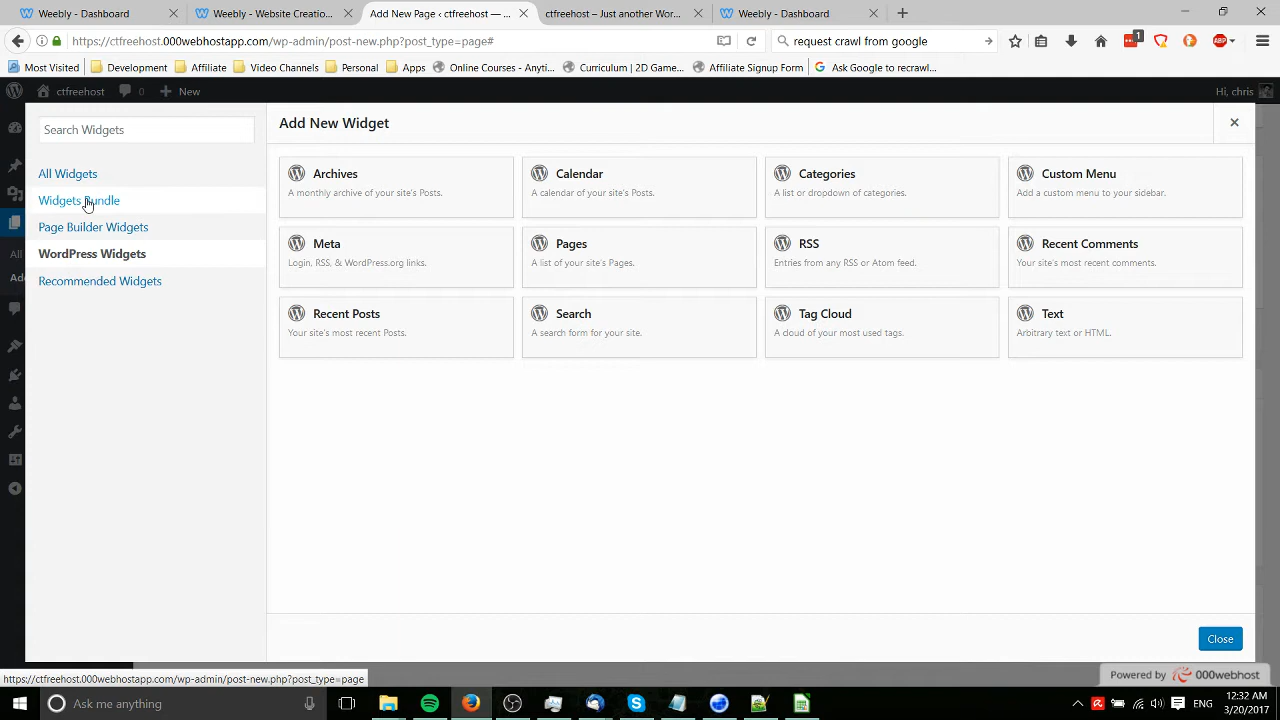 Weebly - Dashboard
Weebly - Website Creatio...
Add New Page ‹ ctfreehost — ...
ctfreehost – Just another Wor...
Weebly - Dashboard
https://ctfreehost.000webhostapp.com/wp-admin/post-new.php?post_type=page#
request crawl from google
1
ABP
Most Visited
Development
Affiliate
Video Channels
Personal
Apps
Online Courses - Anyti...
Curriculum | 2D Game...
Affiliate Signup Form
Ask Google to recrawl...
ctfreehost
0
New
Hi, chris
Search Widgets
Add New Widget
All Widgets
Widgets Bundle
Page Builder Widgets
WordPress Widgets
Recommended Widgets
All
Add
Archives
A monthly archive of your site's Posts.
Calendar
A calendar of your site's Posts.
Categories
A list or dropdown of categories.
Custom Menu
Add a custom menu to your sidebar.
Meta
Login, RSS, & WordPress.org links.
Pages
A list of your site's Pages.
RSS
Entries from any RSS or Atom feed.
Recent Comments
Your site's most recent comments.
Recent Posts
Your site's most recent Posts.
Search
A search form for your site.
Tag Cloud
A cloud of your most used tags.
Text
Arbitrary text or HTML.
Close
https://ctfreehost.000webhostapp.com/wp-admin/post-new.php?post_type=page
Powered by 000webhost
Ask me anything
ENG
12:32 AM
3/20/2017